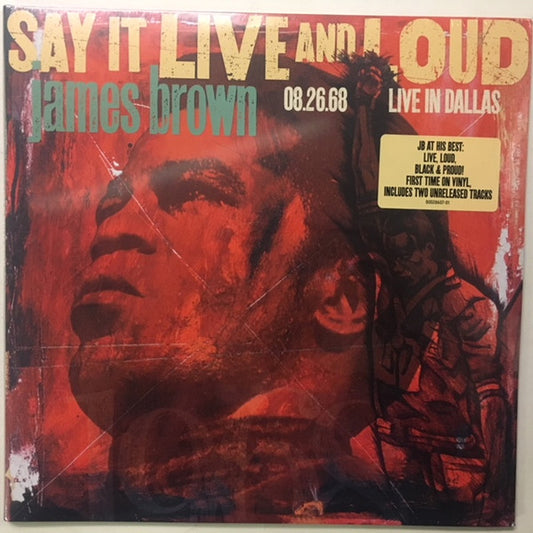 SAY IT LIVE AND LOUD
james brown
08.26.68 LIVE IN DALLAS
JB AT HIS BEST:
LIVE, LOUD,
BLACK & PROUD!
FIRST TIME ON VINYL,
INCLUDES TWO UNRELEASED TRACKS